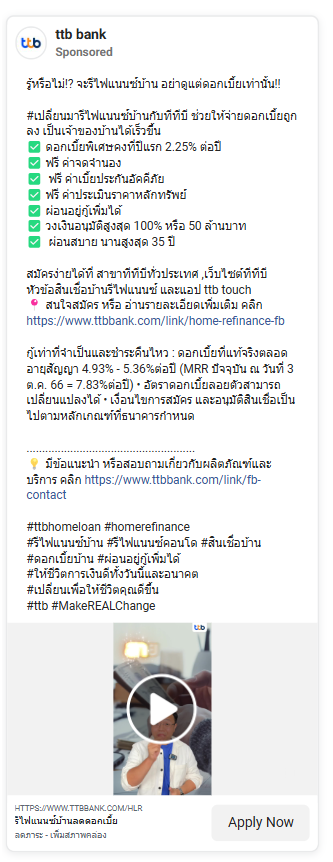 ttb
ttb bank
Sponsored
รู้หรือไม่!? จะรีไฟแนนซ์บ้าน อย่าดูแต่ดอกเบี้ยเท่านั้น!!
#เปลี่ยนมารีไฟแนนซ์บ้านกับทีทีบี ช่วยให้จ่ายดอกเบี้ยถูก
ลง เป็นเจ้าของบ้านได้เร็วขึ้น
✅ ดอกเบี้ยพิเศษคงที่ปีแรก 2.25% ต่อปี
✅ ฟรี ค่าจดจำนอง
✅ ฟรี ค่าเบี้ยประกันอัคคีภัย
✅ ฟรี ค่าประเมินราคาหลักทรัพย์
✅ ผ่อนอยู่กู้เพิ่มได้
✅ วงเงินอนุมัติสูงสุด 100% หรือ 50 ล้านบาท
✅ ผ่อนสบาย นานสูงสุด 35 ปี
สมัครง่ายได้ที่ สาขาทีทีบีทั่วประเทศ ,เว็บไซต์ทีทีบี
หัวข้อสินเชื่อบ้านรีไฟแนนซ์ และแอป ttb touch
📍 สนใจสมัคร หรือ อ่านรายละเอียดเพิ่มเติม คลิก
https://www.ttbbank.com/link/home-refinance-fb
กู้เท่าที่จำเป็นและชำระคืนไหว : ดอกเบี้ยที่แท้จริงตลอด
อายุสัญญา 4.93% - 5.36%ต่อปี (MRR ปัจจุบัน ณ วันที่ 3
ต.ค. 66 = 7.83%ต่อปี) • อัตราดอกเบี้ยลอยตัวสามารถ
เปลี่ยนแปลงได้ • เงื่อนไขการสมัคร และอนุมัติสินเชื่อเป็น
ไปตามหลักเกณฑ์ที่ธนาคารกำหนด
.......................................................
💡 มีข้อแนะนำ หรือสอบถามเกี่ยวกับผลิตภัณฑ์และ
บริการ คลิก https://www.ttbbank.com/link/fb-
contact
#ttbhomeloan #homerefinance
#รีไฟแนนซ์บ้าน #รีไฟแนนซ์คอนโด #สินเชื่อบ้าน
#ดอกเบี้ยบ้าน #ผ่อนอยู่กู้เพิ่มได้
#ให้ชีวิตการเงินดีทั้งวันนี้และอนาคต
#เปลี่ยนเพื่อให้ชีวิตคุณดีขึ้น
#ttb #MakeREALChange
ttb
HTTPS://WWW.TTBBANK.COM/HLR
รีไฟแนนซ์บ้านลดดอกเบี้ย
ลดภาระ - เพิ่มสภาพคล่อง
Apply Now